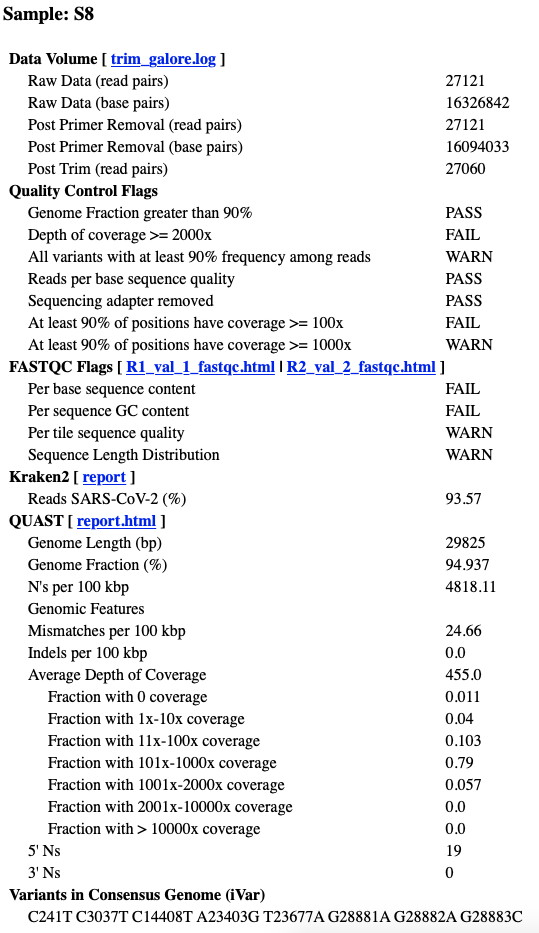 Sample: S8
Data Volume [ trim_galore.log ]
Raw Data (read pairs) 27121
Raw Data (base pairs) 16326842
Post Primer Removal (read pairs) 27121
Post Primer Removal (base pairs) 16094033
Post Trim (read pairs) 27060
Quality Control Flags
Genome Fraction greater than 90% PASS
Depth of coverage >= 2000x FAIL
All variants with at least 90% frequency among reads WARN
Reads per base sequence quality PASS
Sequencing adapter removed PASS
At least 90% of positions have coverage >= 100x FAIL
At least 90% of positions have coverage >= 1000x WARN
FASTQC Flags [ R1_val_1_fastqc.html | R2_val_2_fastqc.html ]
Per base sequence content FAIL
Per sequence GC content FAIL
Per tile sequence quality WARN
Sequence Length Distribution WARN
Kraken2 [ report ]
Reads SARS-CoV-2 (%) 93.57
QUAST [ report.html ]
Genome Length (bp) 29825
Genome Fraction (%) 94.937
N's per 100 kbp 4818.11
Genomic Features
Mismatches per 100 kbp 24.66
Indels per 100 kbp 0.0
Average Depth of Coverage 455.0
Fraction with 0 coverage 0.011
Fraction with 1x-10x coverage 0.04
Fraction with 11x-100x coverage 0.103
Fraction with 101x-1000x coverage 0.79
Fraction with 1001x-2000x coverage 0.057
Fraction with 2001x-10000x coverage 0.0
Fraction with > 10000x coverage 0.0
5' Ns 19
3' Ns 0
Variants in Consensus Genome (iVar)
C241T C3037T C14408T A23403G T23677A G28881A G28882A G28883C